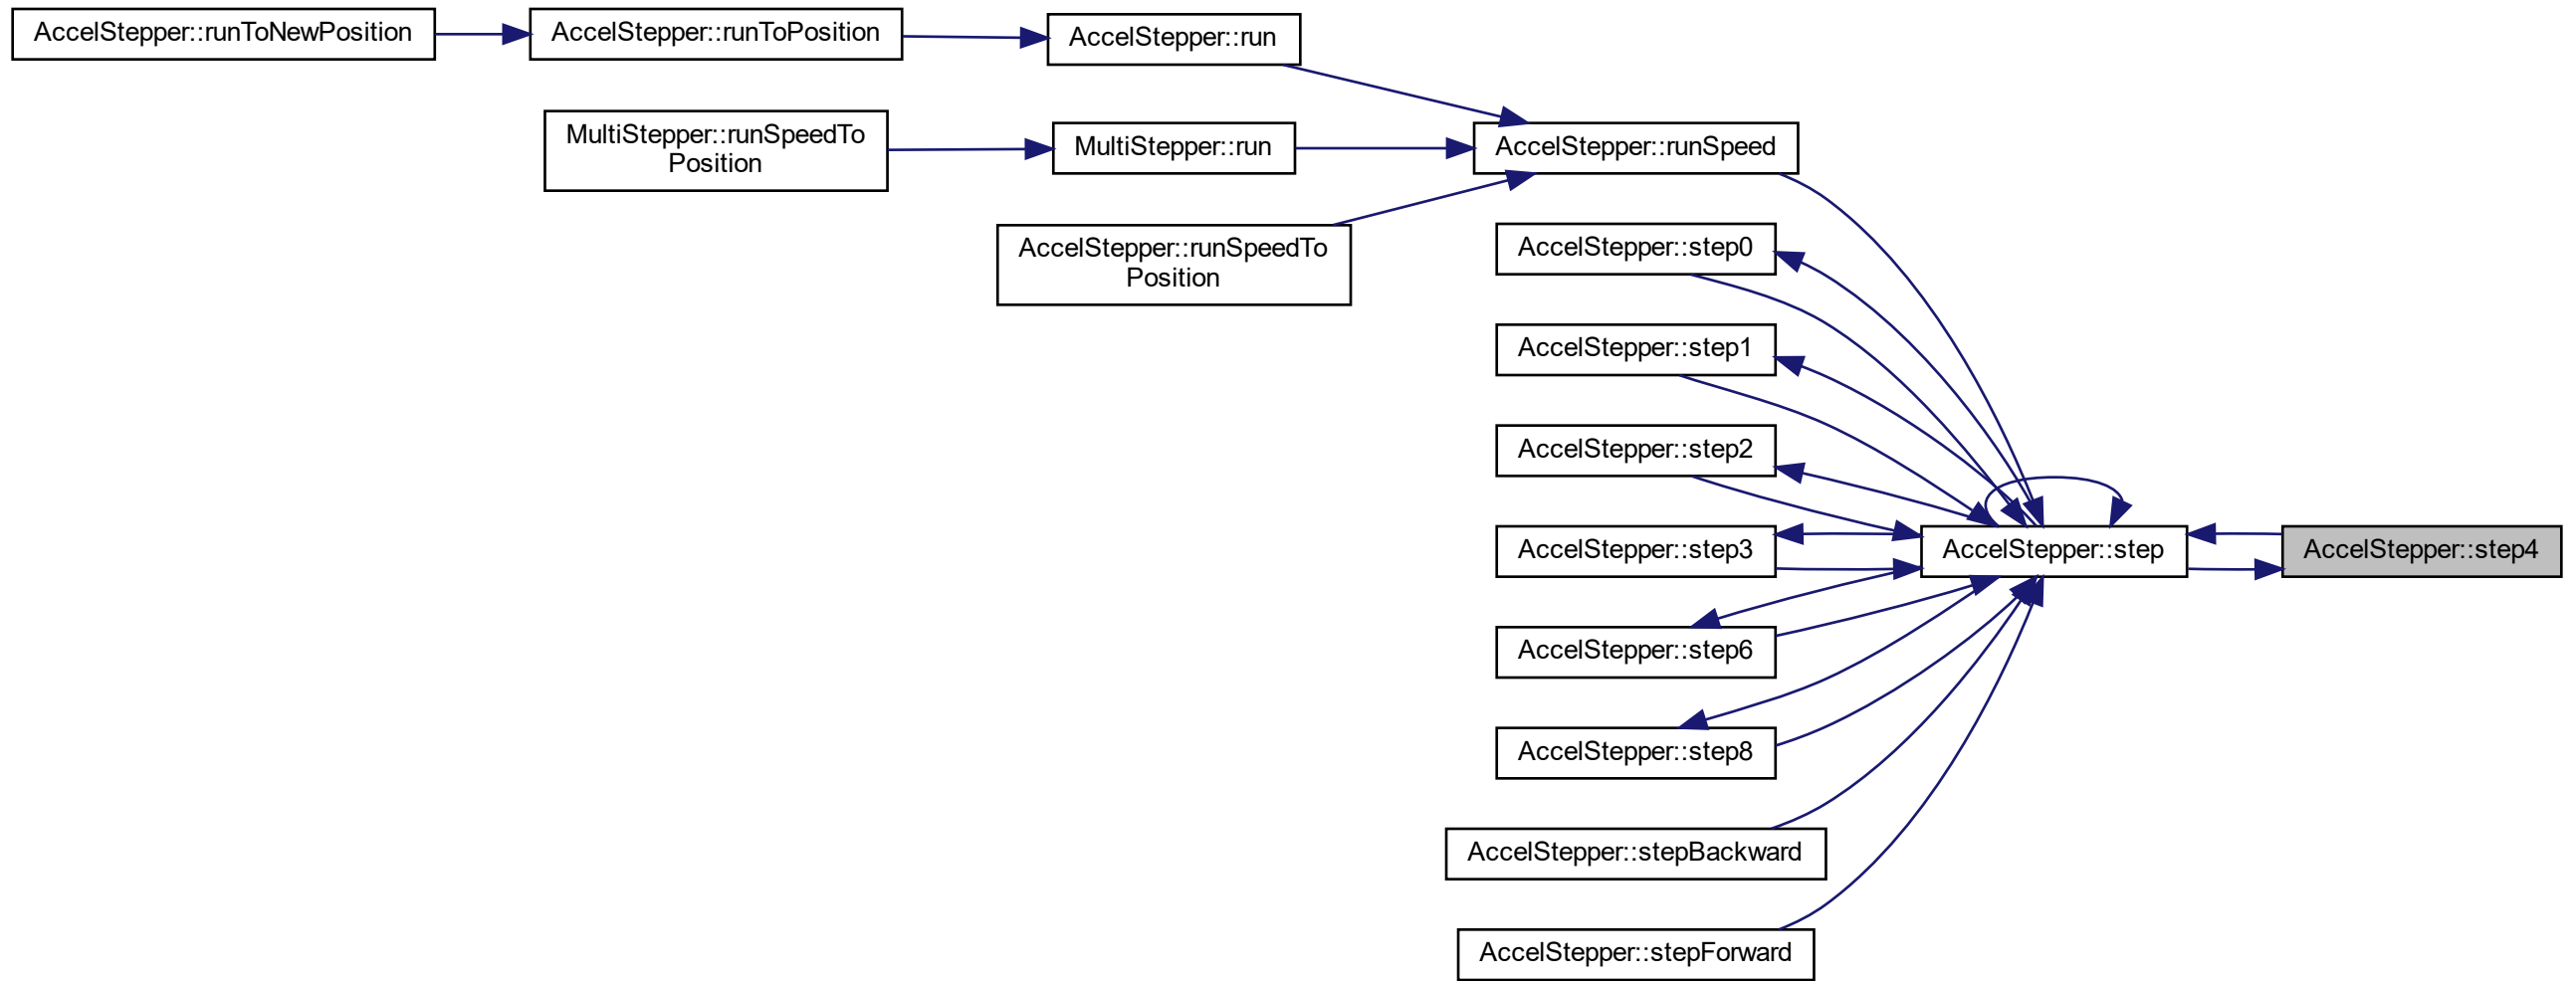 AccelStepper::runToNewPosition
AccelStepper::runToPosition
AccelStepper::run
MultiStepper::runSpeedTo
Position
MultiStepper::run
AccelStepper::runSpeed
AccelStepper::runSpeedTo
Position
AccelStepper::step0
AccelStepper::step1
AccelStepper::step2
AccelStepper::step3
AccelStepper::step
AccelStepper::step4
AccelStepper::step6
AccelStepper::step8
AccelStepper::stepBackward
AccelStepper::stepForward